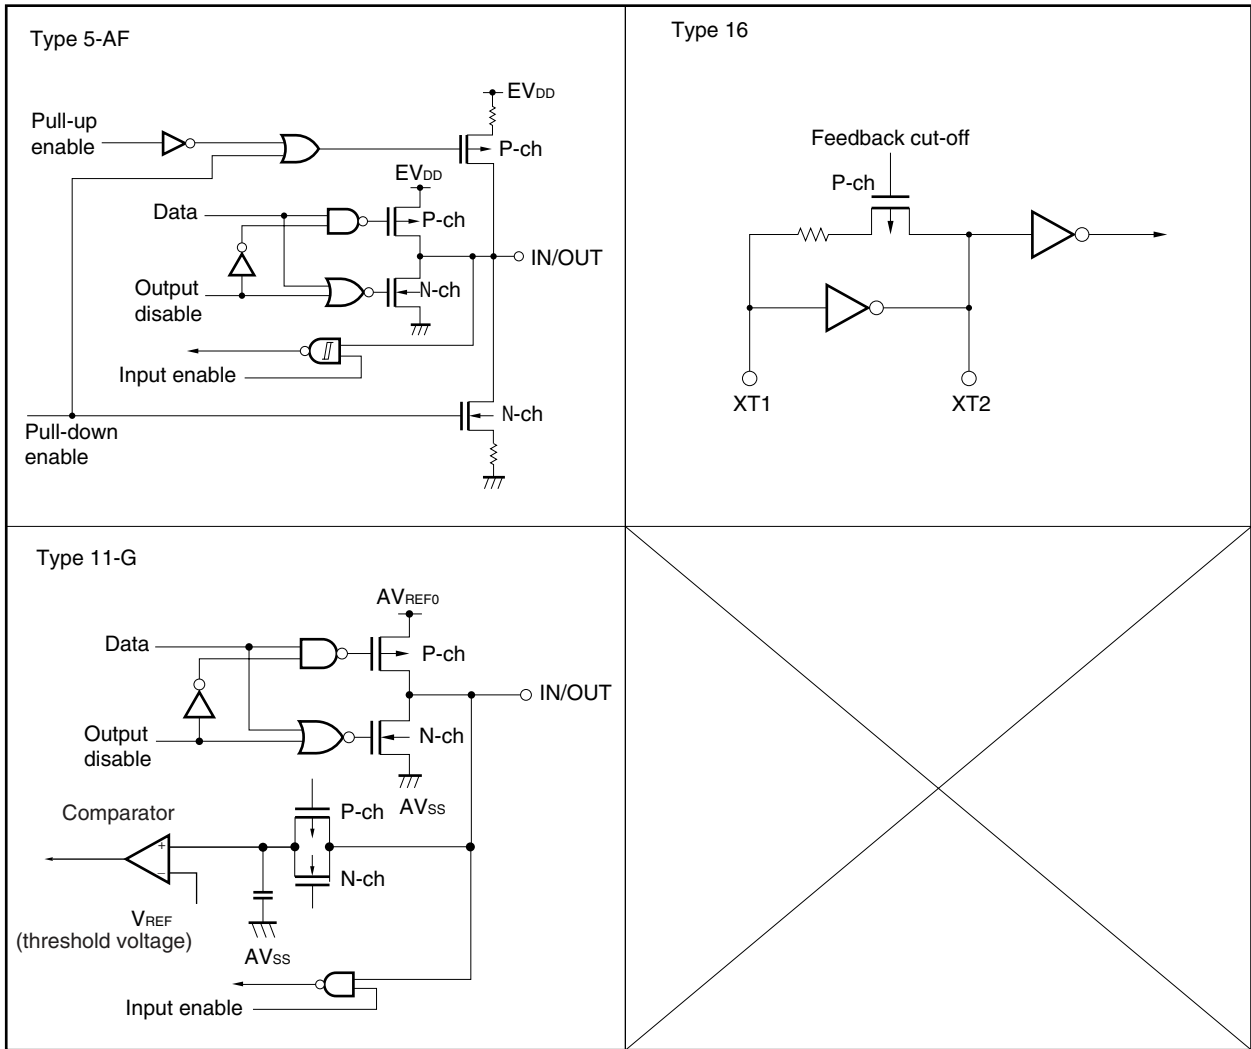 Type 5-AF
Pull-up
enable
EVDD
P-ch
EVDD
Data
P-ch
IN/OUT
Output
disable
N-ch
Input enable
Pull-down
enable
N-ch
Type 16
Feedback cut-off
P-ch
XT1
XT2
Type 11-G
AVREF0
Data
P-ch
IN/OUT
Output
disable
N-ch
AVSS
Comparator
P-ch
+
−
N-ch
VREF
(threshold voltage)
AVSS
Input enable